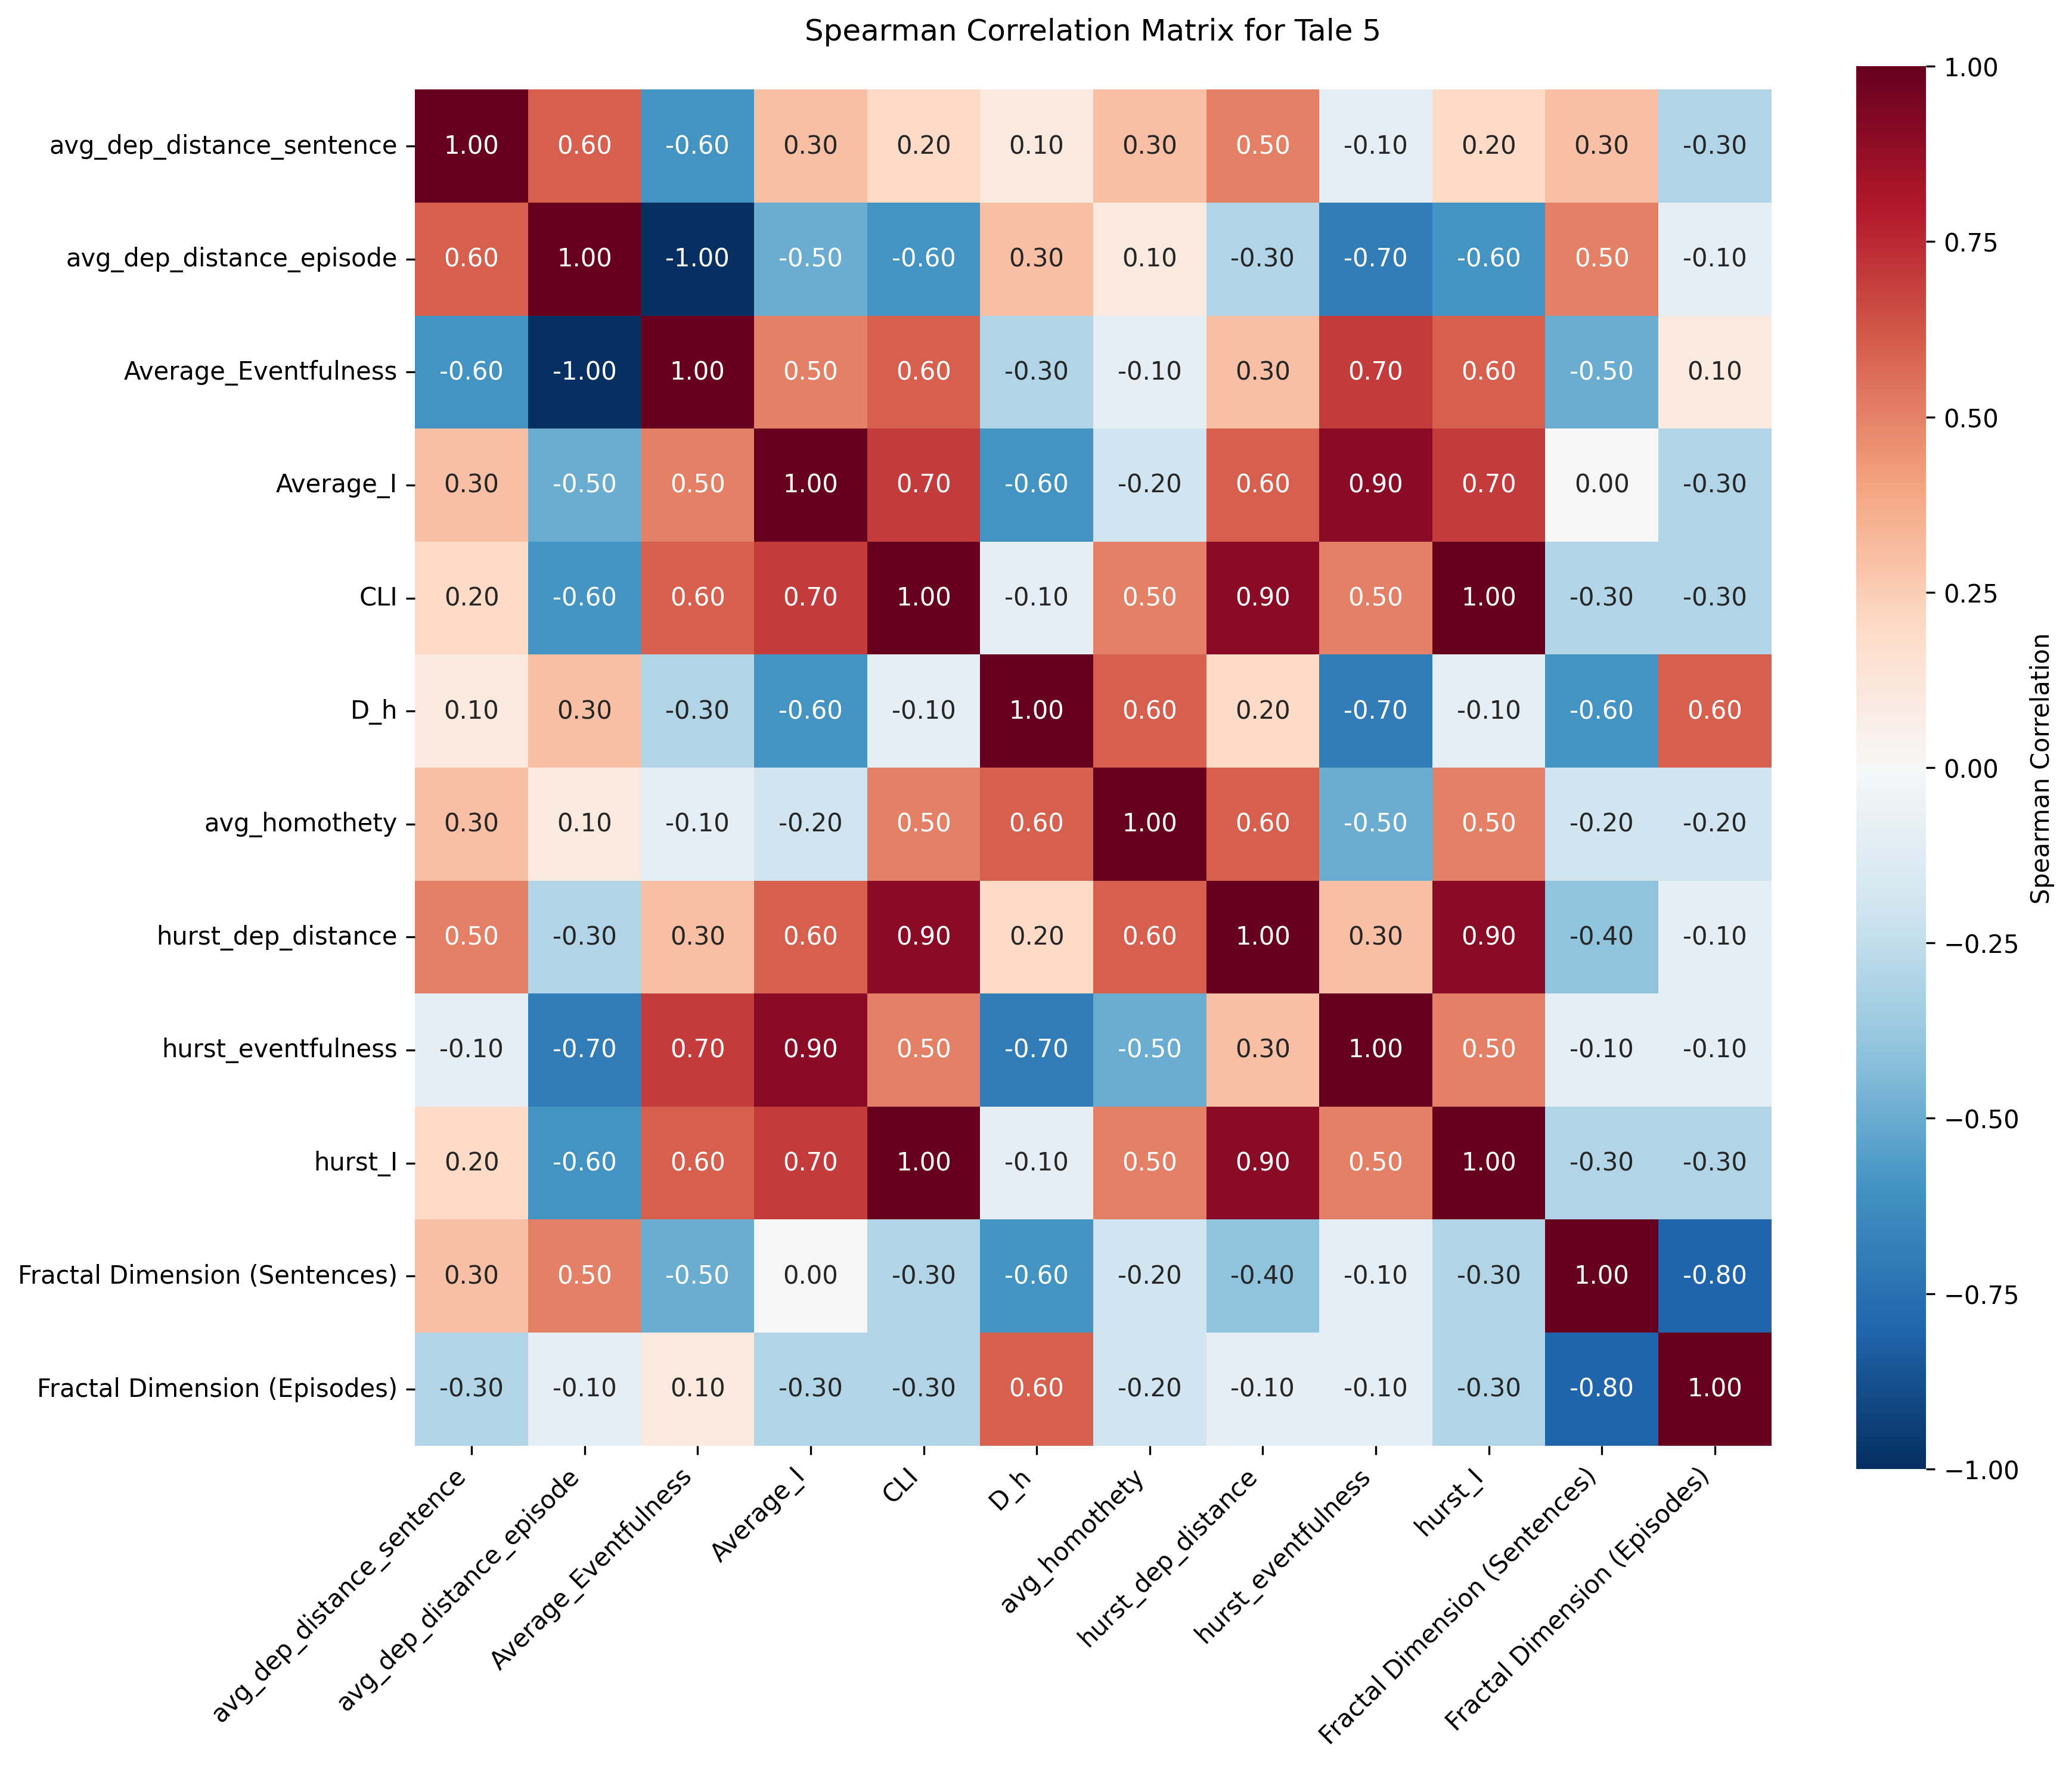 Spearman Correlation Matrix for Tale 5
avg_dep_distance_sentence 1.00 0.60 -0.60 0.30 0.20 0.10 0.30 0.50 -0.10 0.20 0.30 -0.30
avg_dep_distance_episode 0.60 1.00 -1.00 -0.50 -0.60 0.30 0.10 -0.30 -0.70 -0.60 0.50 -0.10
Average_Eventfulness -0.60 -1.00 1.00 0.50 0.60 -0.30 -0.10 0.30 0.70 0.60 -0.50 0.10
Average_I 0.30 -0.50 0.50 1.00 0.70 -0.60 -0.20 0.60 0.90 0.70 0.00 -0.30
CLI 0.20 -0.60 0.60 0.70 1.00 -0.10 0.50 0.90 0.50 1.00 -0.30 -0.30
D_h 0.10 0.30 -0.30 -0.60 -0.10 1.00 0.60 0.20 -0.70 -0.10 -0.60 0.60
avg_homothety 0.30 0.10 -0.10 -0.20 0.50 0.60 1.00 0.60 -0.50 0.50 -0.20 -0.20
hurst_dep_distance 0.50 -0.30 0.30 0.60 0.90 0.20 0.60 1.00 0.30 0.90 -0.40 -0.10
hurst_eventfulness -0.10 -0.70 0.70 0.90 0.50 -0.70 -0.50 0.30 1.00 0.50 -0.10 -0.10
hurst_I 0.20 -0.60 0.60 0.70 1.00 -0.10 0.50 0.90 0.50 1.00 -0.30 -0.30
Fractal Dimension (Sentences) 0.30 0.50 -0.50 0.00 -0.30 -0.60 -0.20 -0.40 -0.10 -0.30 1.00 -0.80
Fractal Dimension (Episodes) -0.30 -0.10 0.10 -0.30 -0.30 0.60 -0.20 -0.10 -0.10 -0.30 -0.80 1.00
avg_dep_distance_sentence
avg_dep_distance_episode
Average_Eventfulness
Average_I
CLI
D_h
avg_homothety
hurst_dep_distance
hurst_eventfulness
hurst_I
Fractal Dimension (Sentences)
Fractal Dimension (Episodes)
1.00
0.75
0.50
0.25
0.00
−0.25
−0.50
−0.75
−1.00
Spearman Correlation